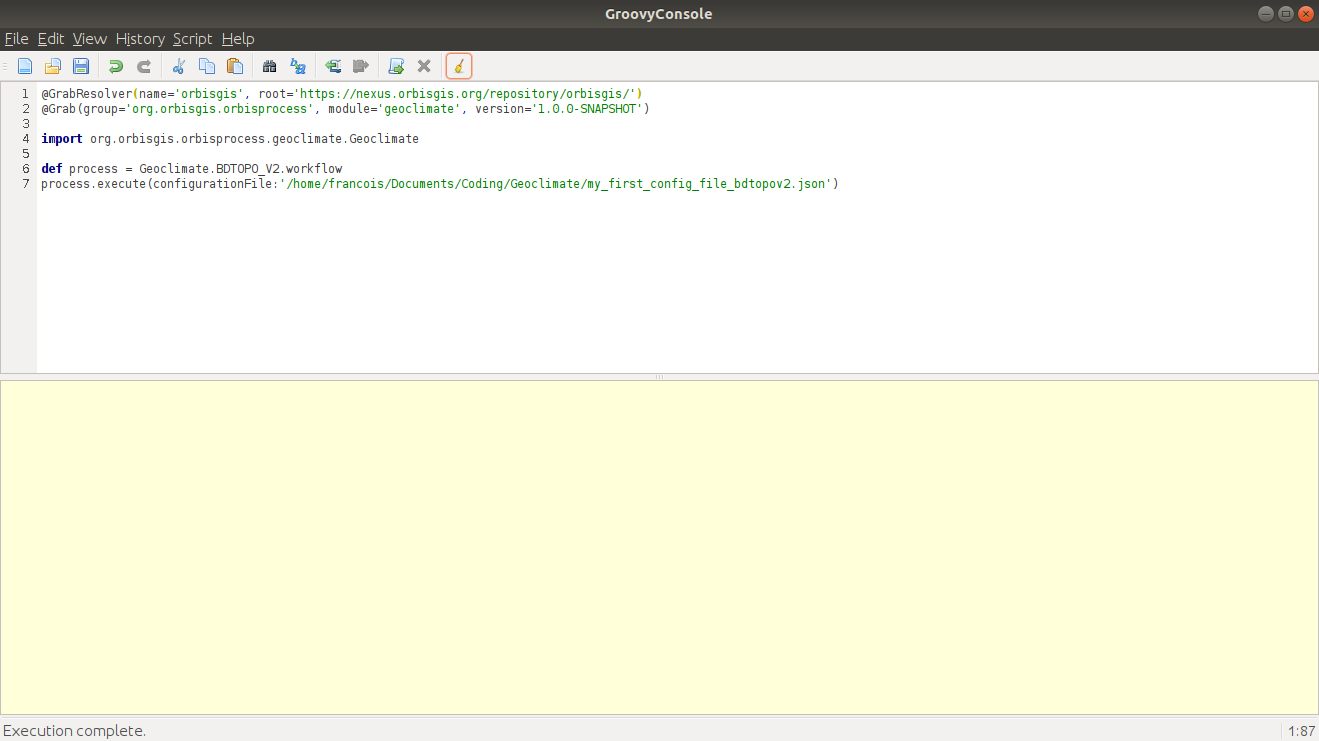 GroovyConsole
File Edit View History Script Help
1 @GrabResolver(name='orbisgis', root='https://nexus.orbisgis.org/repository/orbisgis/')
2 @Grab(group='org.orbisgis.orbisprocess', module='geoclimate', version='1.0.0-SNAPSHOT')
3
4 import org.orbisgis.orbisprocess.geoclimate.Geoclimate
5
6 def process = Geoclimate.BDTOPO_V2.workflow
7 process.execute(configurationFile:'/home/francois/Documents/Coding/Geoclimate/my_first_config_file_bdtopov2.json')
Execution complete. 1:87